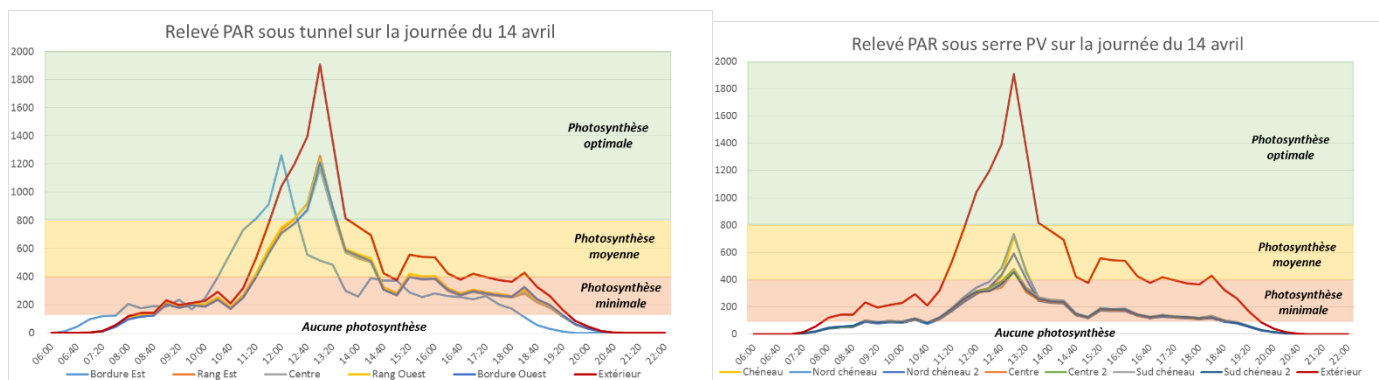 Relevé PAR sous tunnel sur la journée du 14 avril
2000
1800
1600
1400
1200
1000
800
600
400
200
0
Photosynthèse
optimale
Photosynthèse
moyenne
Photosynthèse
minimale
Aucune photosynthèse
06:00 06:40 07:20 08:00 08:40 09:20 10:00 10:40 11:20 12:00 12:40 13:20 14:00 14:40 15:20 16:00 16:40 17:20 18:00 18:40 19:20 20:00 20:40 21:20 22:00
Bordure Est Rang Est Centre Rang Ouest Bordure Ouest Extérieur
Relevé PAR sous serre PV sur la journée du 14 avril
2000
1800
1600
1400
1200
1000
800
600
400
200
0
Photosynthèse
optimale
Photosynthèse
moyenne
Photosynthèse
minimale
Aucune photosynthèse
06:00 06:40 07:20 08:00 08:40 09:20 10:00 10:40 11:20 12:00 12:40 13:20 14:00 14:40 15:20 16:00 16:40 17:20 18:00 18:40 19:20 20:00 20:40 21:20 22:00
Chéneau Nord chéneau Nord chéneau 2 Centre Centre 2 Sud chéneau Sud chéneau 2 Extérieur